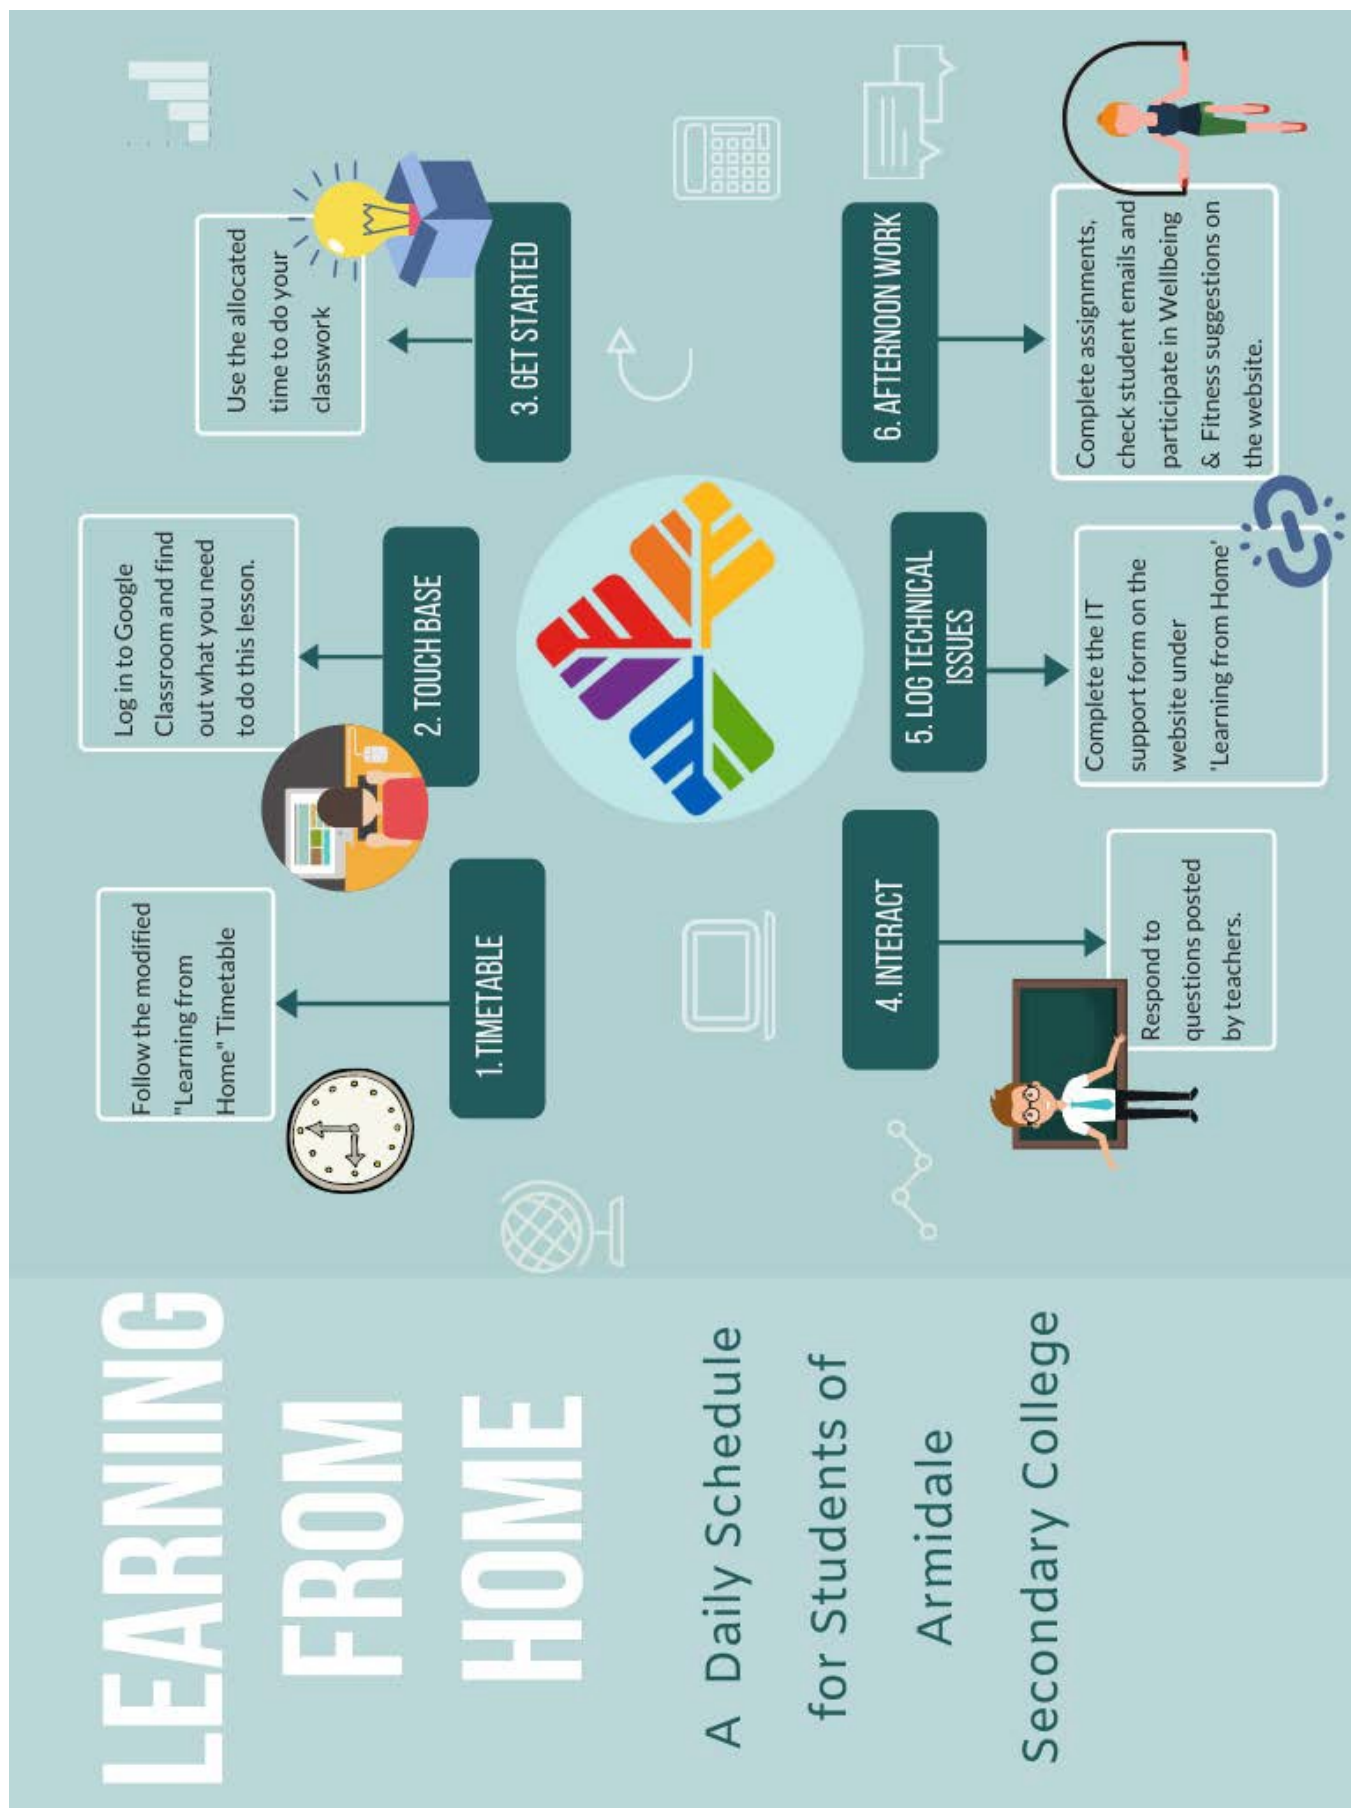 LEARNING
FROM
HOME
A Daily Schedule
for Students of
Armidale
Secondary College
Follow the modified
"Learning from
Home" Timetable
1. TIMETABLE
Log in to Google
Classroom and find
out what you need
to do this lesson.
2. TOUCH BASE
Use the allocated
time to do your
classwork
3. GET STARTED
4. INTERACT
Respond to
questions posted
by teachers.
5. LOG TECHNICAL
ISSUES
Complete the IT
support form on the
website under
'Learning from Home'
6. AFTERNOON WORK
Complete assignments,
check student emails and
participate in Wellbeing
& Fitness suggestions on
the website.